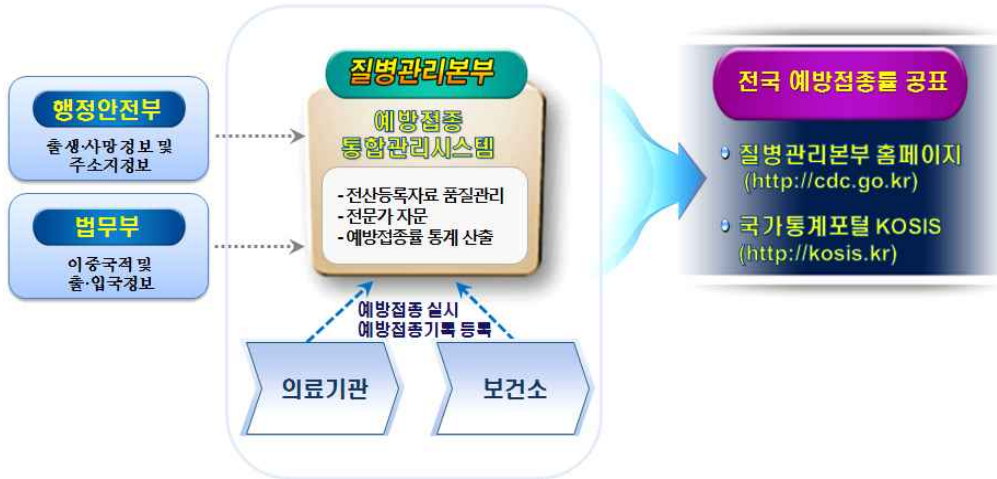 행정안전부
출생·사망정보 및
주소지정보
법무부
이중국적 및
출·입국정보
질병관리본부
예방접종
통합관리시스템
- 전산등록자료 품질관리
- 전문가 자문
- 예방접종률 통계 산출
예방접종 실시
예방접종기록 등록
의료기관
보건소
전국 예방접종률 공표
질병관리본부 홈페이지
(http://cdc.go.kr)
국가통계포털 KOSIS
(http://kosis.kr)